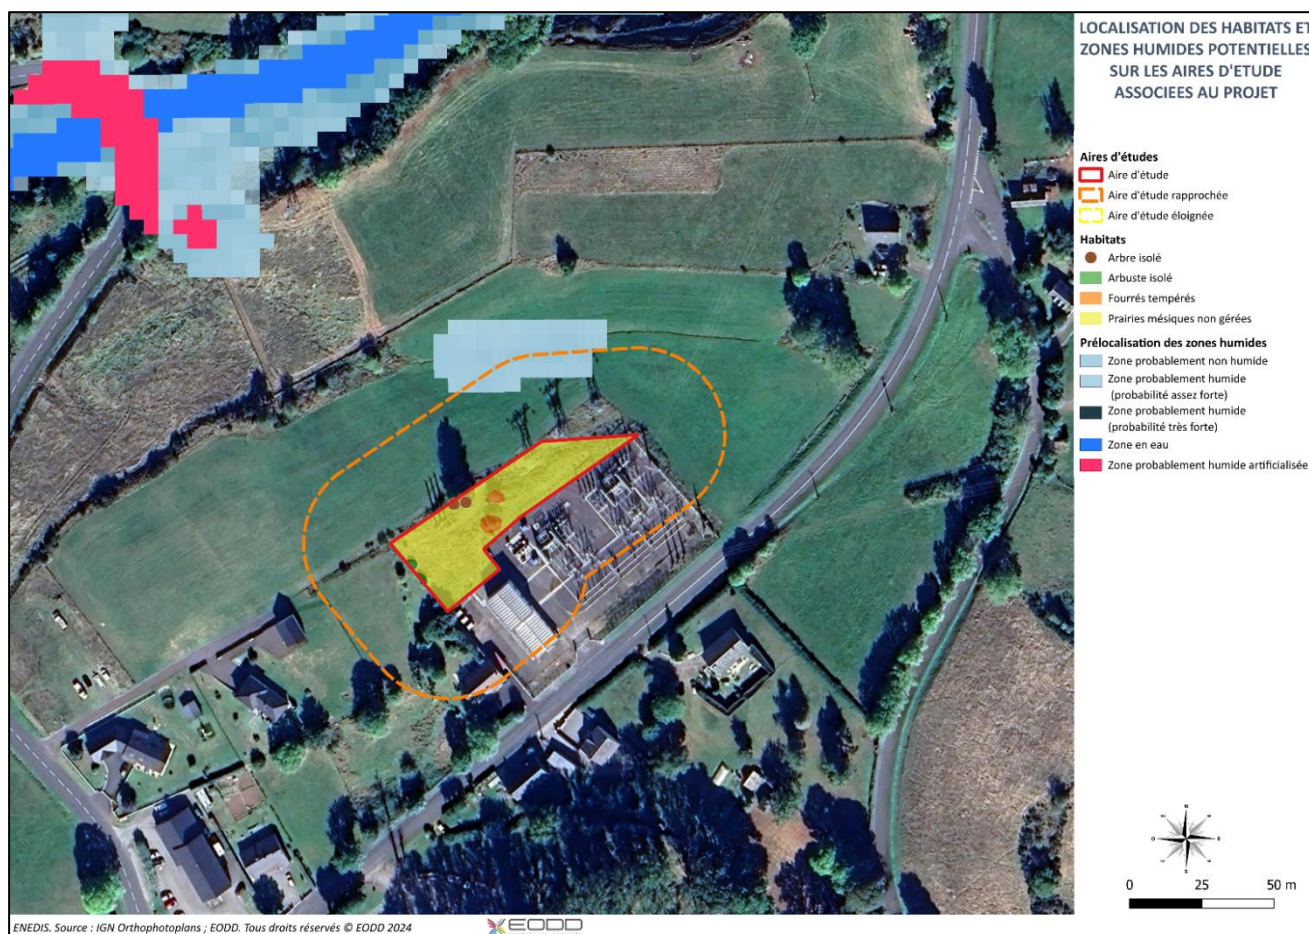 LOCALISATION DES HABITATS ET
ZONES HUMIDES POTENTIELLES
SUR LES AIRES D'ETUDE
ASSOCIEES AU PROJET
Aires d'études
Aire d'étude
Aire d'étude rapprochée
Aire d'étude éloignée
Habitats
Arbre isolé
Arbuste isolé
Fourrés tempérés
Prairies mésiques non gérées
Prélocalisation des zones humides
Zone probablement non humide
Zone probablement humide
(probabilité assez forte)
Zone probablement humide
(probabilité très forte)
Zone en eau
Zone probablement humide artificialisée
N
O
E
S
0 25 50 m
ENEDIS. Source : IGN Orthophotoplans ; EODD. Tous droits réservés © EODD 2024
EODD